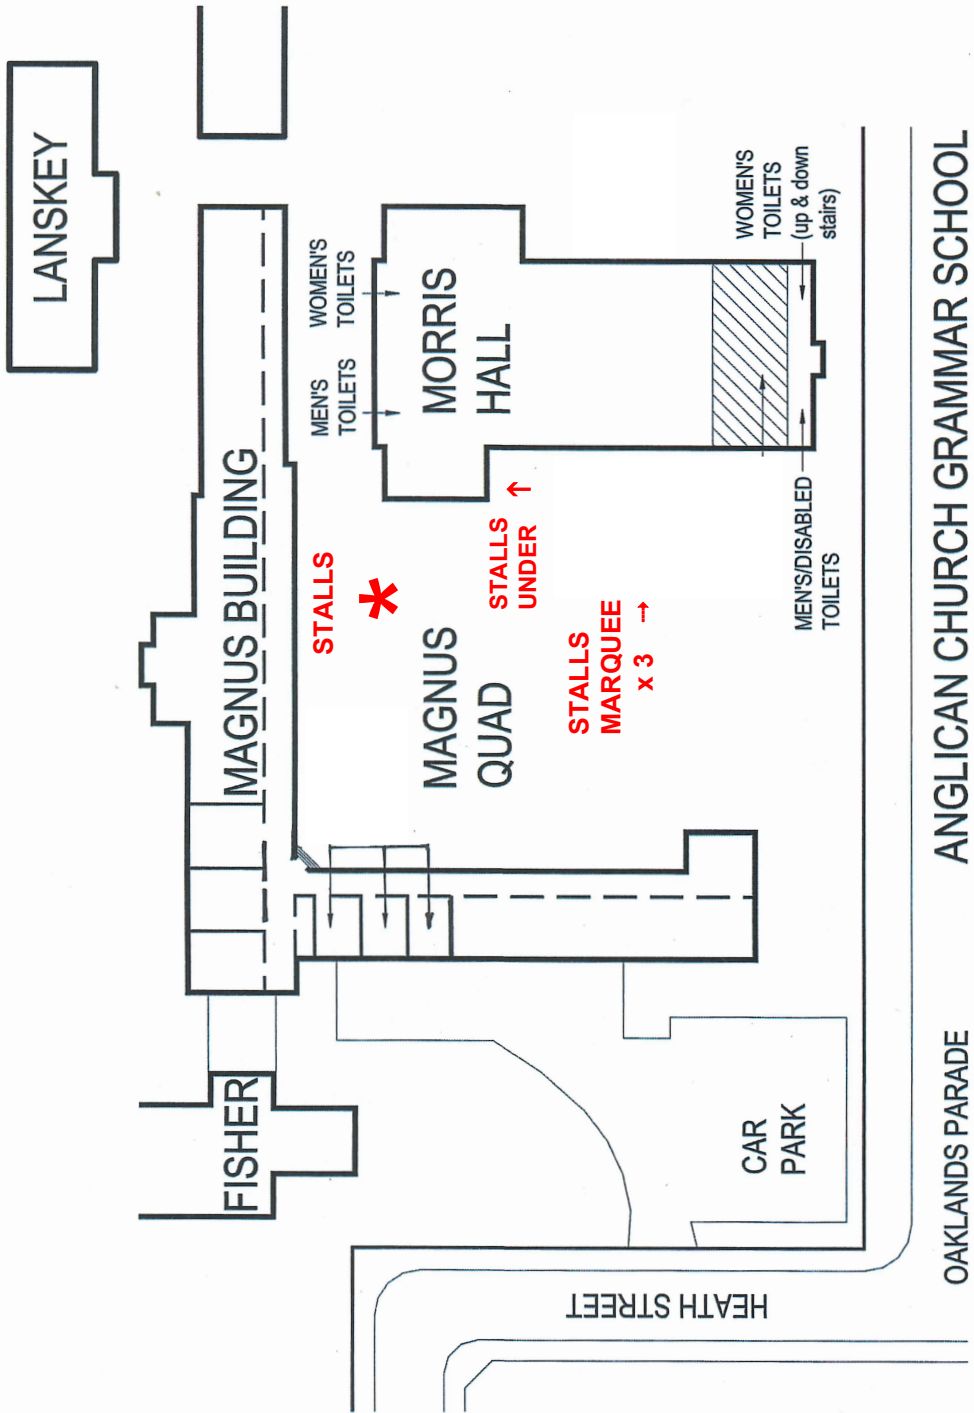 LANSKEY
FISHER
MAGNUS BUILDING
STALLS
MEN'S
TOILETS
WOMEN'S
TOILETS
MORRIS
HALL
MAGNUS
QUAD
STALLS ↑
UNDER
STALLS
MARQUEE
x 3 →
MEN'S/DISABLED
TOILETS
WOMEN'S
TOILETS
(up & down
stairs)
CAR
PARK
HEATH STREET
OAKLANDS PARADE
ANGLICAN CHURCH GRAMMAR SCHOOL